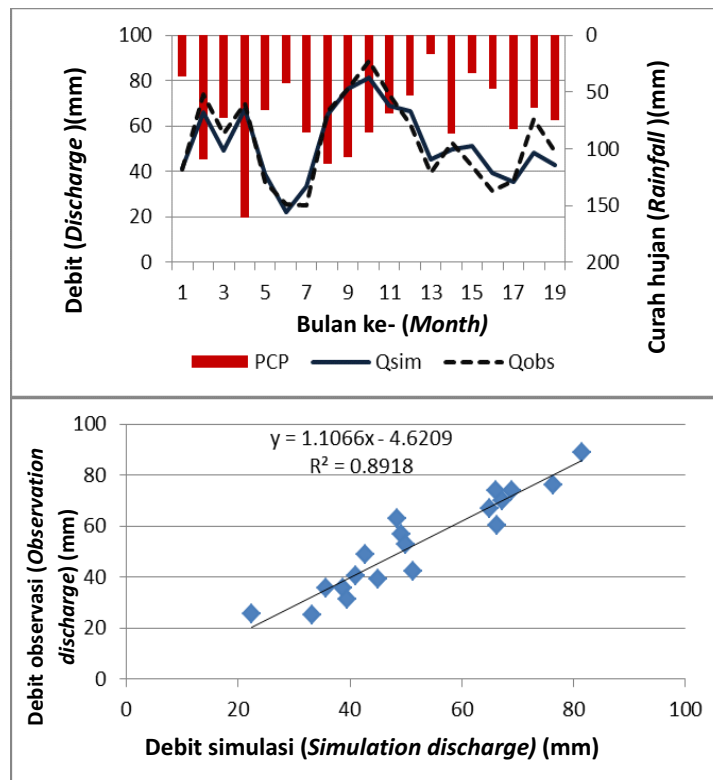 100
80
60
40
20
0
Debit (Discharge )(mm)
0
50
100
150
200
Curah hujan (Rainfall )(mm)
1 3 5 7 9 11 13 15 17 19
Bulan ke- (Month)
PCP Qsim Qobs
100
80
60
40
20
0
Debit observasi (Observation
discharge) (mm)
y = 1.1066x - 4.6209
R² = 0.8918
0 20 40 60 80 100
Debit simulasi (Simulation discharge) (mm)